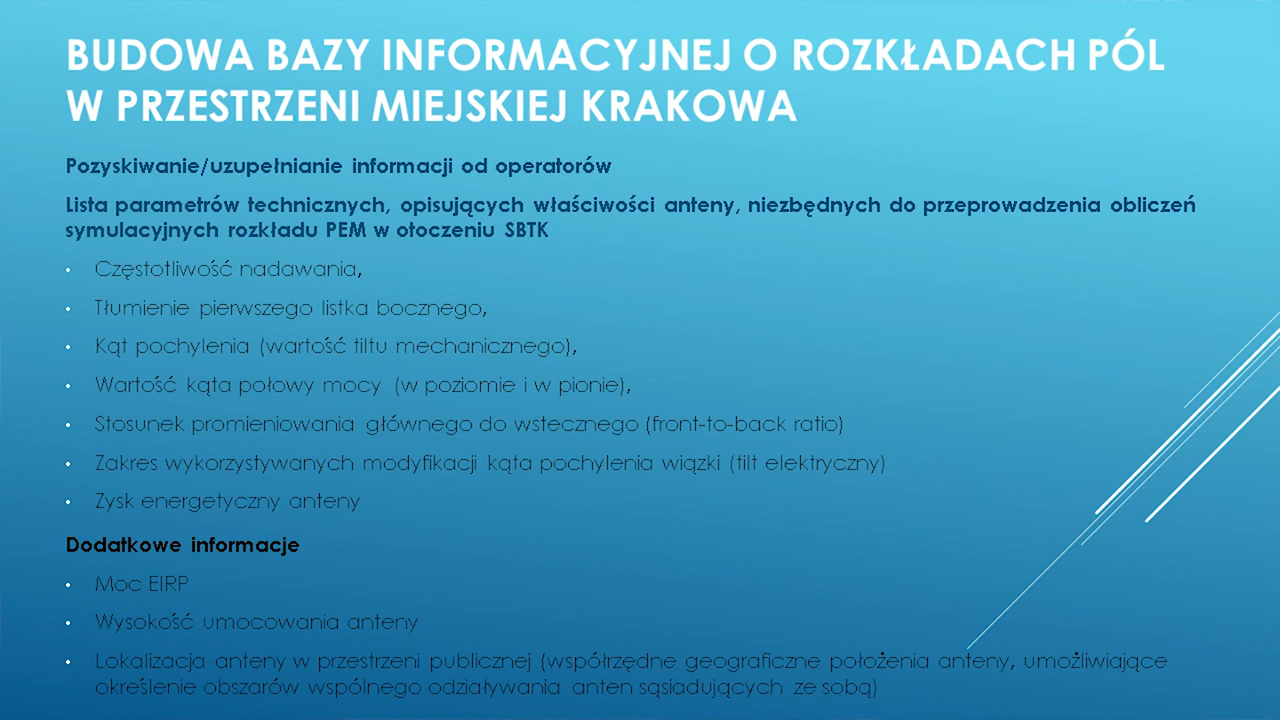 BUDOWA BAZY INFORMACYJNEJ O ROZKŁADACH PÓL
W PRZESTRZENI MIEJSKIEJ KRAKOWA
Pozyskiwanie/uzupełnianie informacji od operatorów
Lista parametrów technicznych, opisujących właściwości anteny, niezbędnych do przeprowadzenia obliczeń
symulacyjnych rozkładu PEM w otoczeniu SBTK
• Częstotliwość nadawania,
• Tłumienie pierwszego listka bocznego,
• Kąt pochylenia (wartość tiltu mechanicznego),
• Wartość kąta połowy mocy (w poziomie i w pionie),
• Stosunek promieniowania głównego do wstecznego (front-to-back ratio)
• Zakres wykorzystywanych modyfikacji kąta pochylenia wiązki (tilt elektryczny)
• Zysk energetyczny anteny
Dodatkowe informacje
• Moc EIRP
• Wysokość umocowania anteny
• Lokalizacja anteny w przestrzeni publicznej (współrzędne geograficzne położenia anteny, umożliwiające
określenie obszarów wspólnego odziaływania anten sąsiadujących ze sobą)